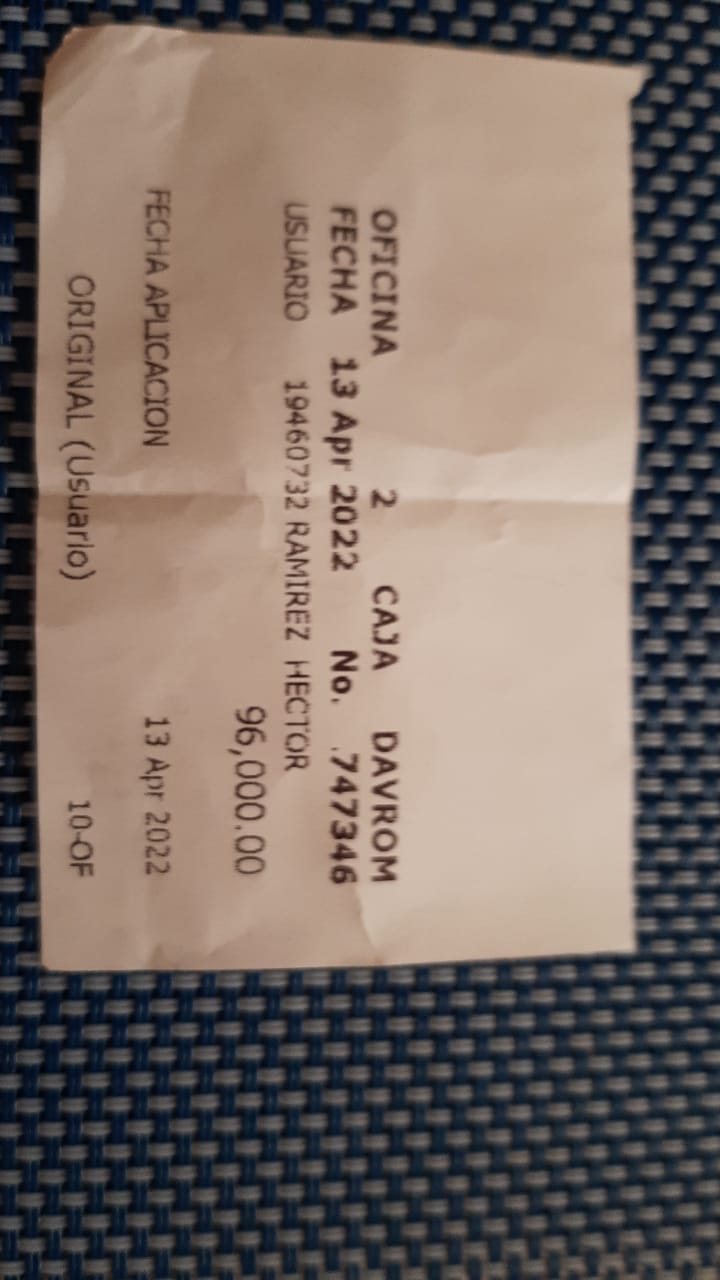 OFICINA 2 CAJA DAVROM
FECHA 13 Apr 2022 No. .747346
USUARIO 19460732 RAMIREZ HECTOR
96,000.00
FECHA APLICACION 13 Apr 2022
ORIGINAL (Usuario) 10-OF